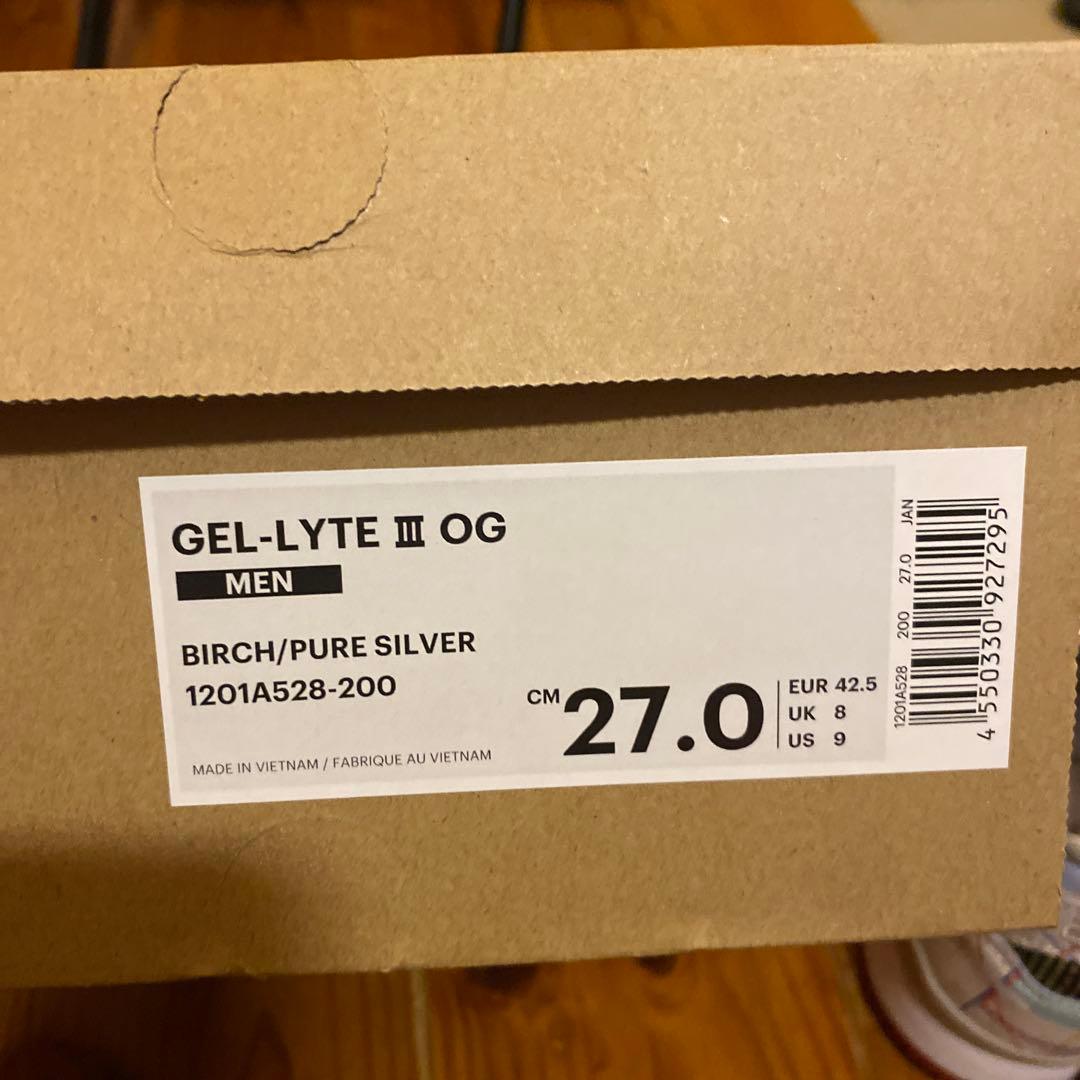 GEL-LYTE III OG
MEN
BIRCH/PURE SILVER
1201A528-200
MADE IN VIETNAM / FABRIQUE AU VIETNAM
CM 27.0
EUR 42.5
UK 8
US 9
1201A528 200 27.0 JAN
4 550330 927295